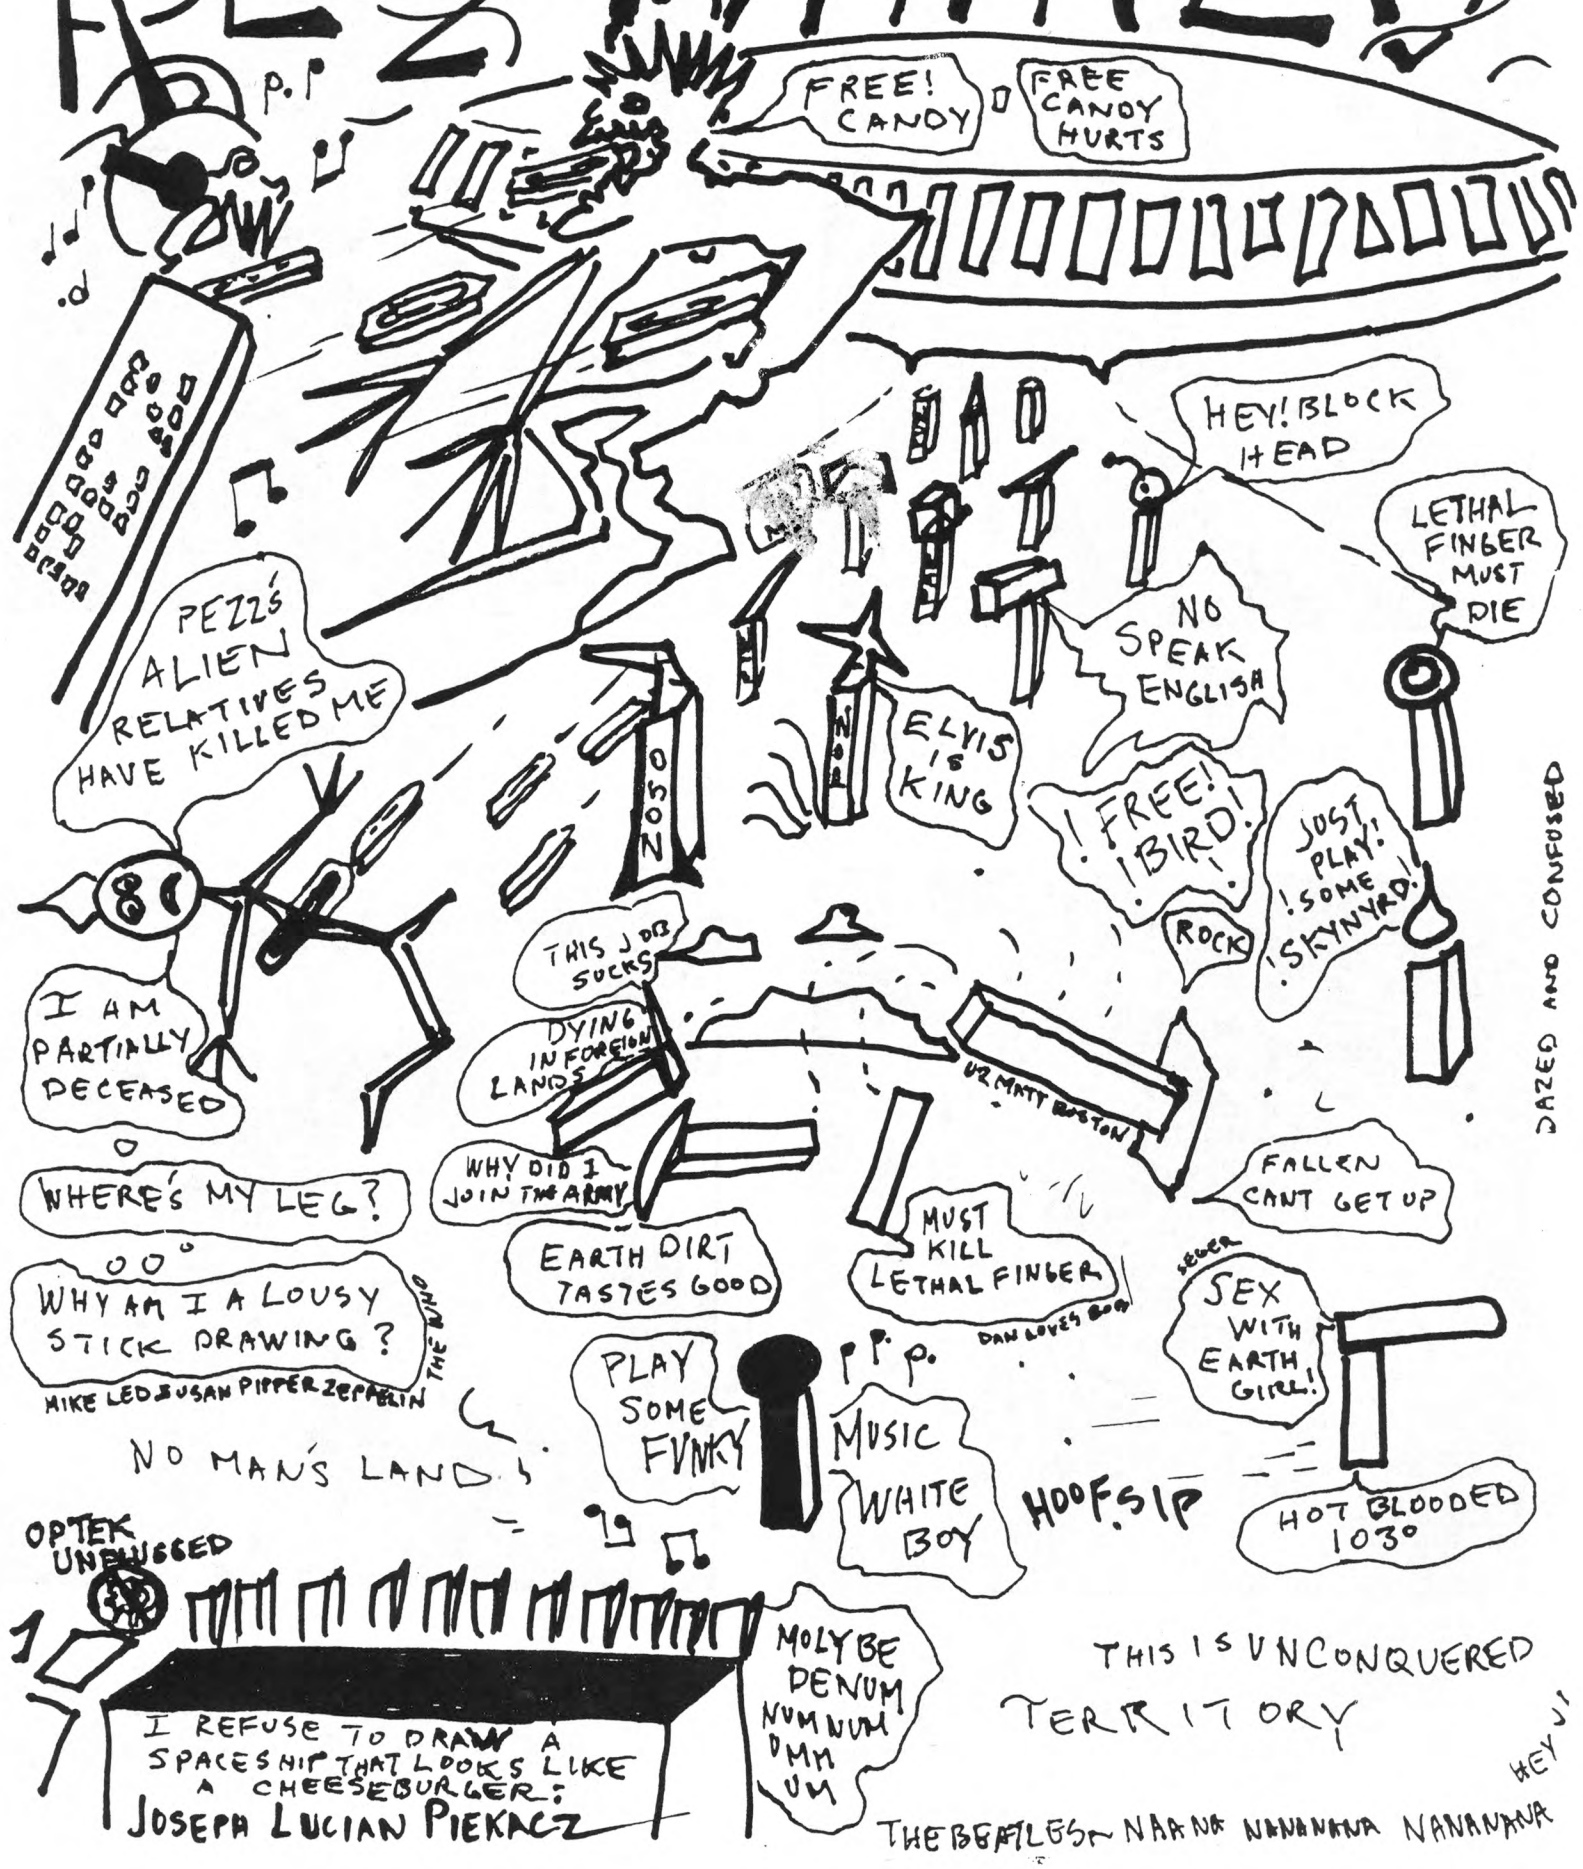 FREE!
CANDY
FREE
CANDY
HURTS
HEY! BLOCK
HEAD
LETHAL
FINGER
MUST
DIE
NO
SPEAK
ENGLISH
PEZZ'S
ALIEN
RELATIVES
HAVE KILLED ME
ELVIS
IS
KING
NOSO
! FREE!
! BIRD!
JUST
PLAY!
! SOME
! SKYNYRD!
ROCK
DAZED AND CONFUSED
THIS JOB
SUCKS
DYING
IN FOREIGN
LANDS
I AM
PARTIALLY
DECEASED
U2 MATT RUSTON
WHY DID I
JOIN THE ARMY
FALLEN
CANT GET UP
WHERE'S MY LEG?
EARTH DIRT
TASTES GOOD
MUST
KILL
LETHAL FINGER
DAN LOVES BOB
SEGER
SEX
WITH
EARTH
GIRL!
WHY AM I A LOUSY
STICK DRAWING?
MIKE LED SUSAN PIPPER ZEPPELIN
THE
PLAY
SOME
FUNKY
MUSIC
WHITE
BOY
NO MAN'S LAND
HOOF.SIP
HOT BLOODED
103°
OPTEK
UNPLUGGED
MOLYBE
DENUM
NUM NUM
UMM
UM
THIS IS UNCONQUERED
TERRITORY
I REFUSE TO DRAW A
SPACESHIP THAT LOOKS LIKE
A CHEESEBURGER:
JOSEPH LUCIAN PIEKACZ
HEY J
THE BEATLES~ NAANA NANANANA NANANANA